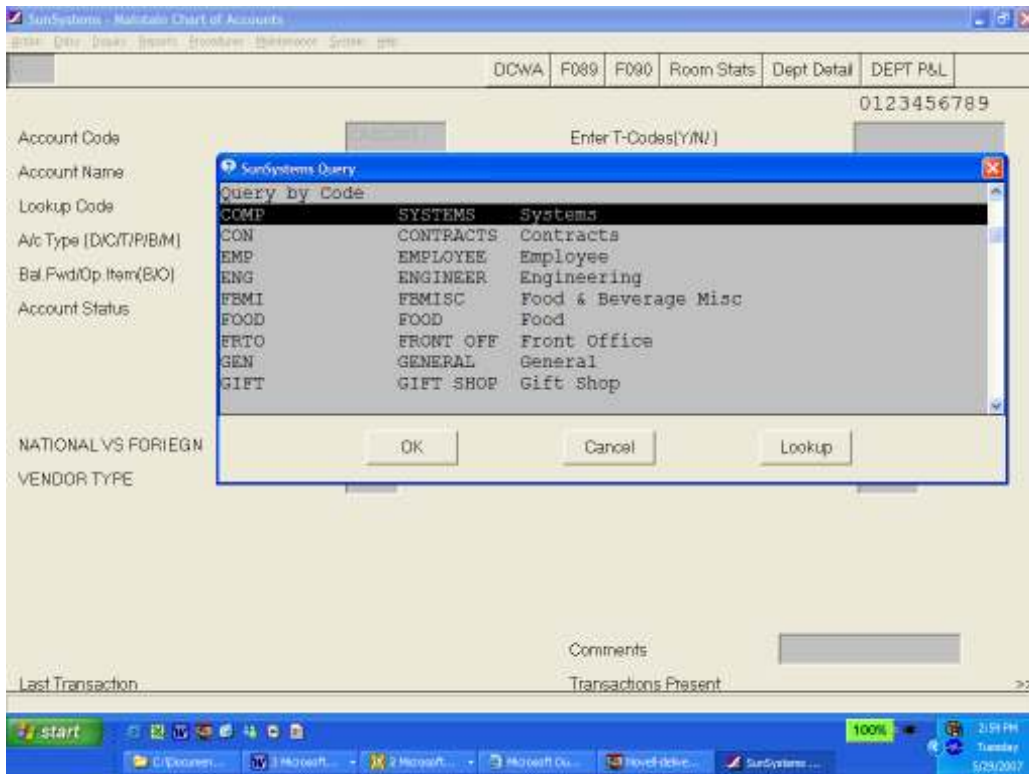 SunSystems - Maintain Chart of Accounts
DCWA F089 F090 Room Stats Dept Detail DEPT P&L
0123456789
Account Code Enter T-Codes(Y/N/.)
Account Name
Lookup Code
A/c Type (D/C/T/P/B/M)
Bal.Fwd/Op.Item(B/O)
Account Status
SunSystems Query
Query by Code
COMP SYSTEMS Systems
CON CONTRACTS Contracts
EMP EMPLOYEE Employee
ENG ENGINEER Engineering
FBMI FBMISC Food & Beverage Misc
FOOD FOOD Food
FRTO FRONT OFF Front Office
GEN GENERAL General
GIFT GIFT SHOP Gift Shop
OK Cancel Lookup
NATIONAL VS FORIEGN
VENDOR TYPE
Comments
Last Transaction Transactions Present >>
start 100% 2:59 PM
Tuesday
5/29/2007